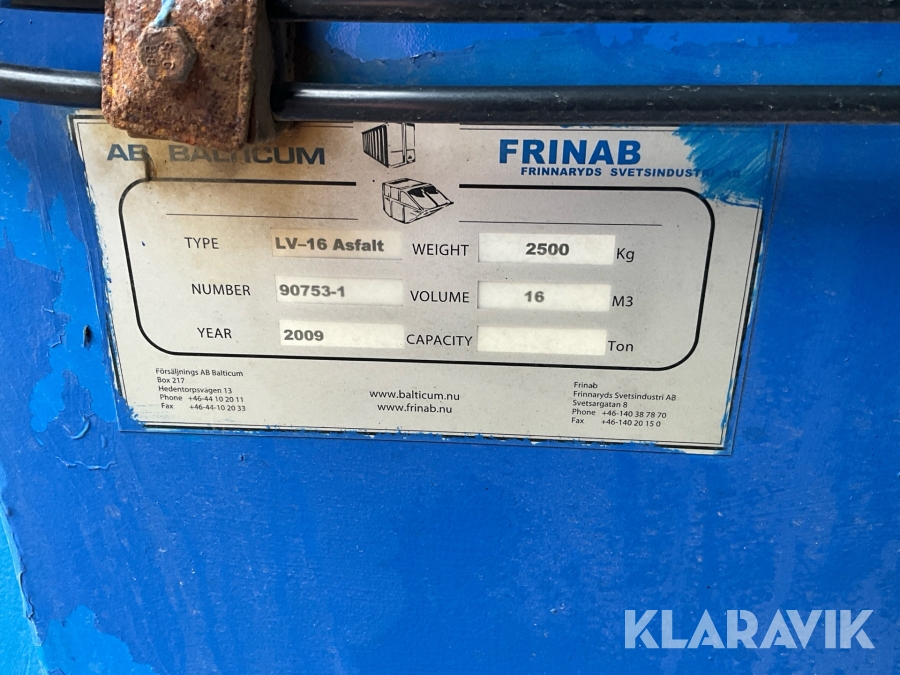 AB BALTICUM
FRINAB
FRINNARYDS SVETSINDUSTRI AB
TYPE LV-16 Asfalt WEIGHT 2500 Kg
NUMBER 90753-1 VOLUME 16 M3
YEAR 2009 CAPACITY Ton
Försäljnings AB Balticum
Box 217
Hedentorpsvägen 13
Phone +46-44 10 20 11
Fax +46-44-10 20 33
www.balticum.nu
www.frinab.nu
Frinab
Frinnaryds Svetsindustri AB
Svetsargatan 8
Phone +46-140 38 78 70
Fax +46-140 20 15 0
KLARAVIK